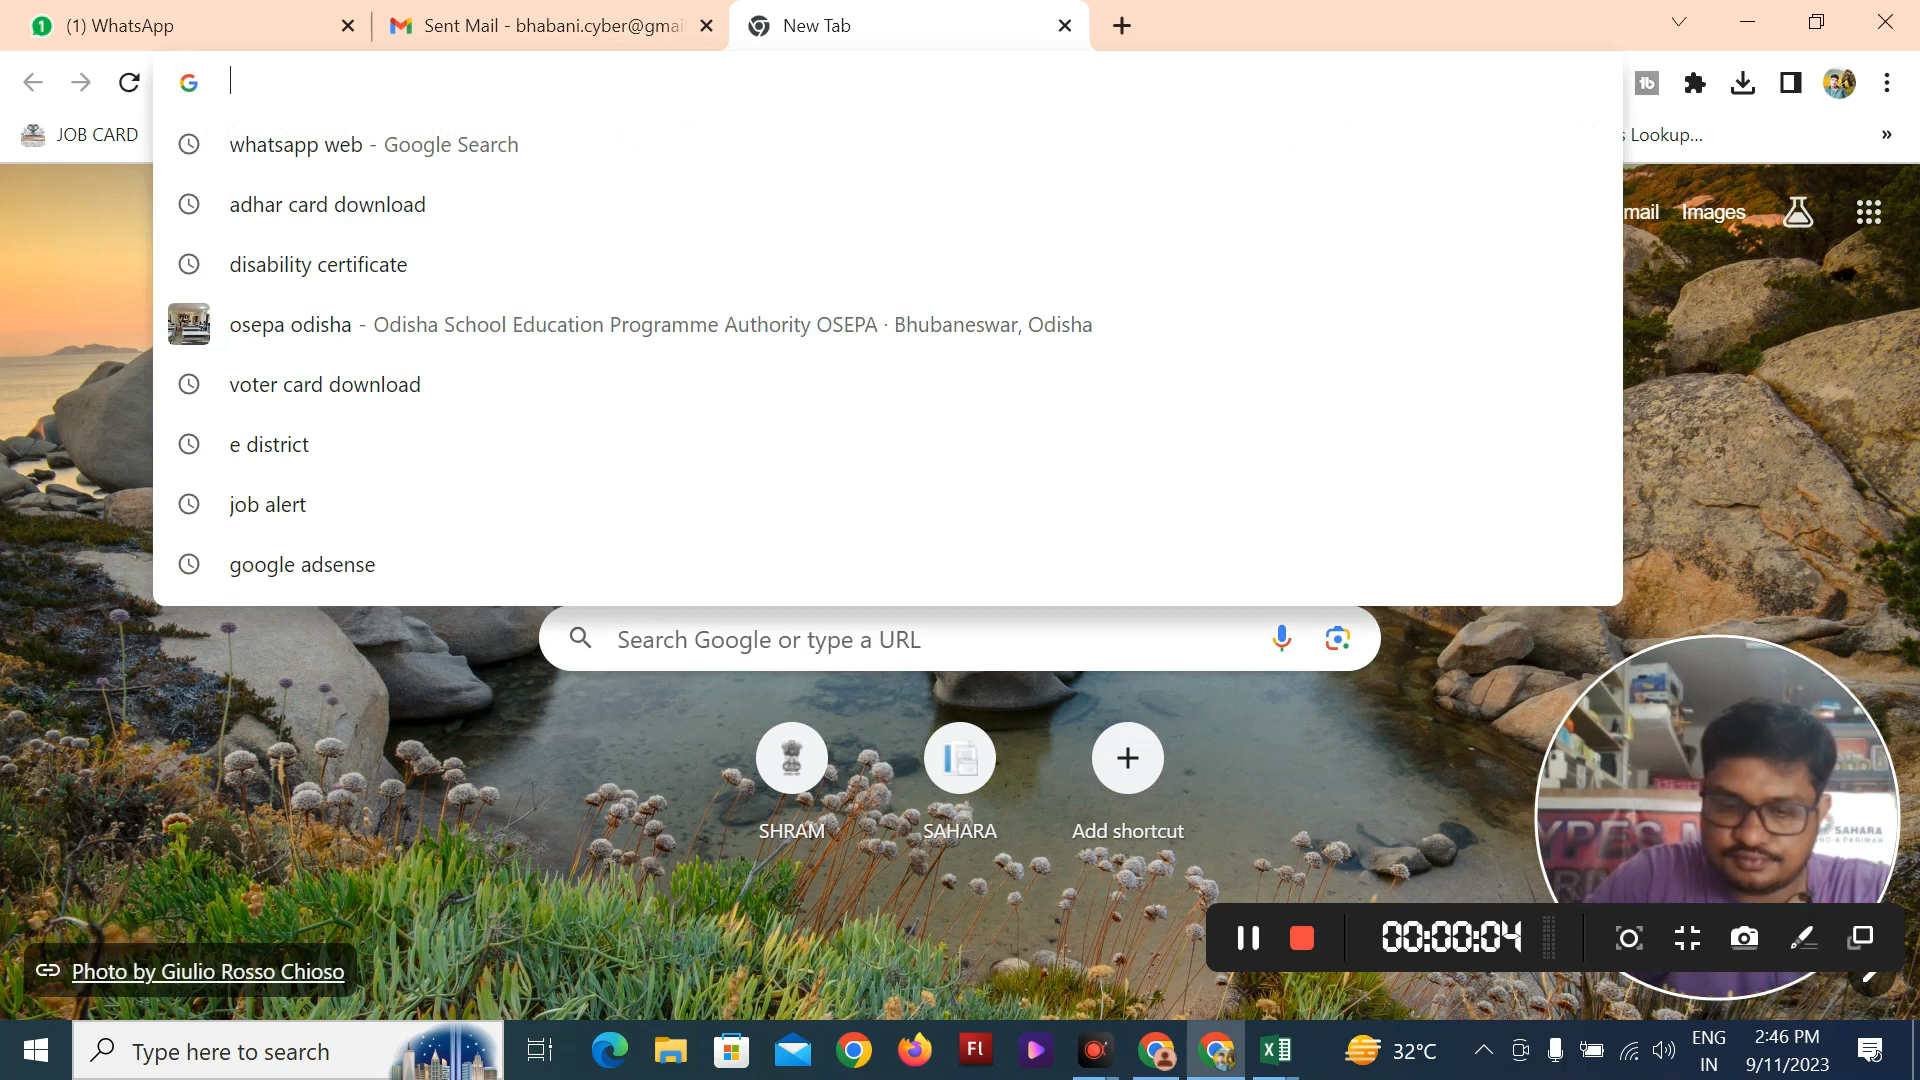 (1) WhatsApp
Sent Mail - bhabani.cyber@gmai
New Tab
JOB CARD
s Lookup...
»
whatsapp web - Google Search
adhar card download
disability certificate
osepa odisha - Odisha School Education Programme Authority OSEPA · Bhubaneswar, Odisha
voter card download
e district
job alert
google adsense
mail Images
Search Google or type a URL
SHRAM
SAHARA
Add shortcut
SAHARA
00:00:04
Photo by Giulio Rosso Chioso
Type here to search
Fl
32°C
ENG
IN
2:46 PM
9/11/2023